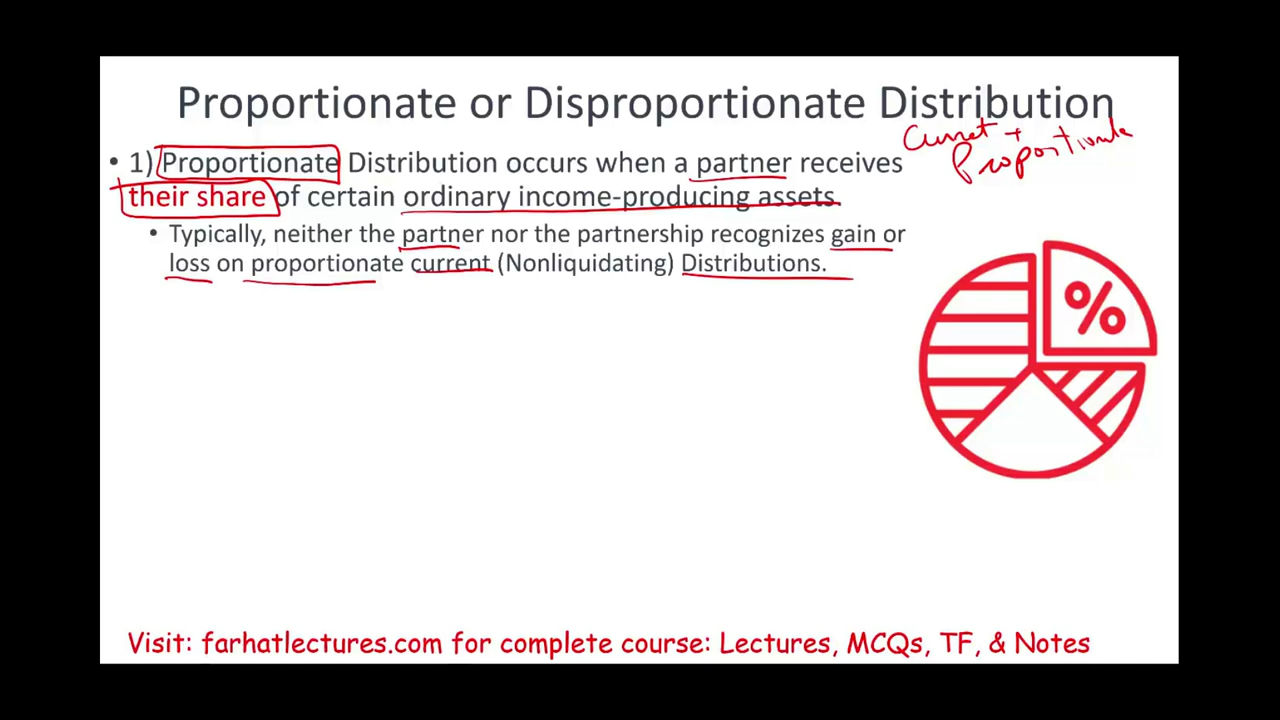 Proportionate or Disproportionate Distribution
Curret +
Proportionate
• 1) Proportionate Distribution occurs when a partner receives
their share of certain ordinary income-producing assets.
• Typically, neither the partner nor the partnership recognizes gain or
loss on proportionate current (Nonliquidating) Distributions.
%
Visit: farhatlectures.com for complete course: Lectures, MCQs, TF, & Notes